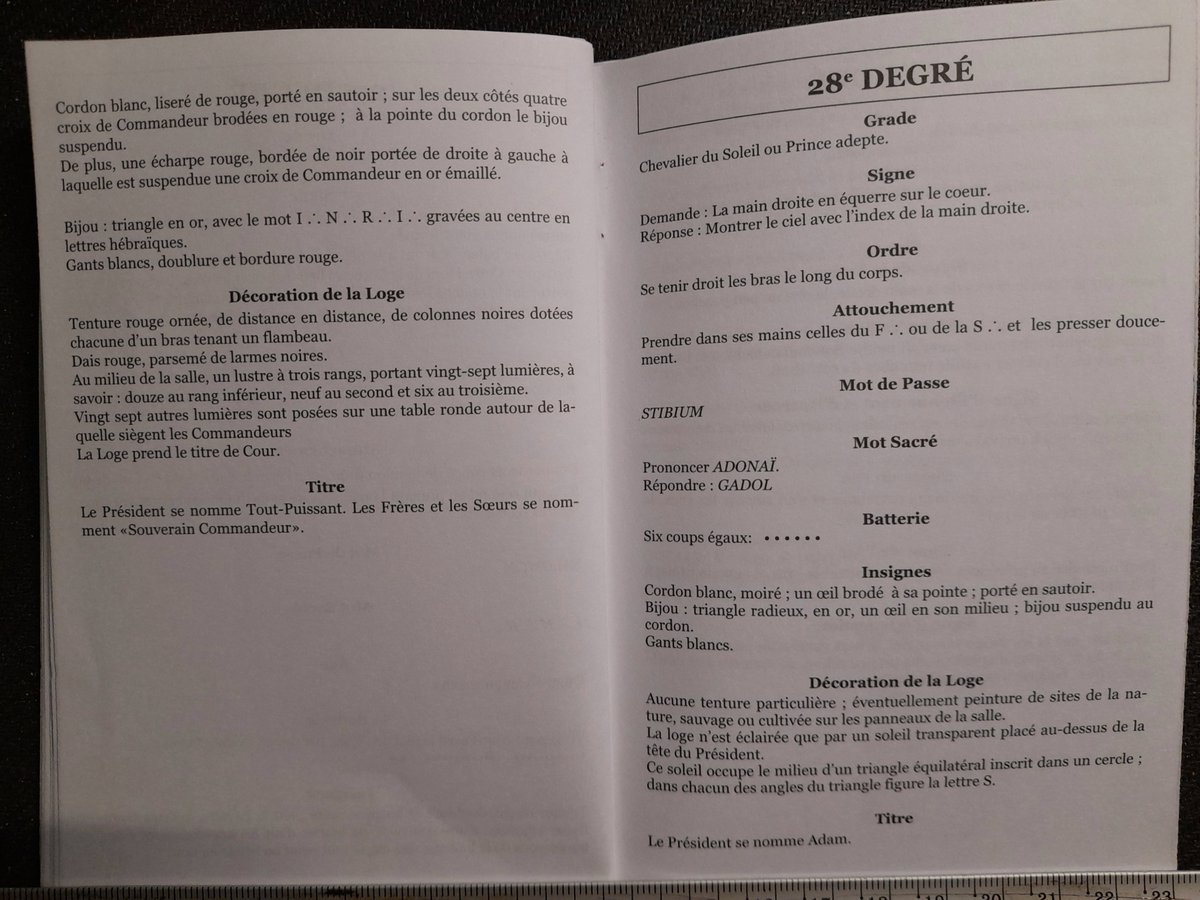 Cordon blanc, liseré de rouge, porté en sautoir ; sur les deux côtés quatre
croix de Commandeur brodées en rouge ; à la pointe du cordon le bijou
suspendu.
De plus, une écharpe rouge, bordée de noir portée de droite à gauche à
laquelle est suspendue une croix de Commandeur en or émaillé.
Bijou : triangle en or, avec le mot I ∴ N ∴ R ∴ I ∴ gravées au centre en
lettres hébraïques.
Gants blancs, doublure et bordure rouge.
Décoration de la Loge
Tenture rouge ornée, de distance en distance, de colonnes noires dotées
chacune d'un bras tenant un flambeau.
Dais rouge, parsemé de larmes noires.
Au milieu de la salle, un lustre à trois rangs, portant vingt-sept lumières, à
savoir : douze au rang inférieur, neuf au second et six au troisième.
Vingt sept autres lumières sont posées sur une table ronde autour de la-
quelle siègent les Commandeurs
La Loge prend le titre de Cour.
Titre
Le Président se nomme Tout-Puissant. Les Frères et les Sœurs se nom-
ment «Souverain Commandeur».
28e DEGRÉ
Grade
Chevalier du Soleil ou Prince adepte.
Signe
Demande : La main droite en équerre sur le coeur.
Réponse : Montrer le ciel avec l'index de la main droite.
Ordre
Se tenir droit les bras le long du corps.
Attouchement
Prendre dans ses mains celles du F ∴ ou de la S ∴ et les presser douce-
ment.
Mot de Passe
STIBIUM
Mot Sacré
Prononcer ADONAÏ.
Répondre : GADOL
Batterie
Six coups égaux: • • • • • •
Insignes
Cordon blanc, moiré ; un œil brodé à sa pointe ; porté en sautoir.
Bijou : triangle radieux, en or, un œil en son milieu ; bijou suspendu au
cordon.
Gants blancs.
Décoration de la Loge
Aucune tenture particulière ; éventuellement peinture de sites de la na-
ture, sauvage ou cultivée sur les panneaux de la salle.
La loge n'est éclairée que par un soleil transparent placé au-dessus de la
tête du Président.
Ce soleil occupe le milieu d'un triangle équilatéral inscrit dans un cercle ;
dans chacun des angles du triangle figure la lettre S.
Titre
Le Président se nomme Adam.
18 19 20 21 22 23